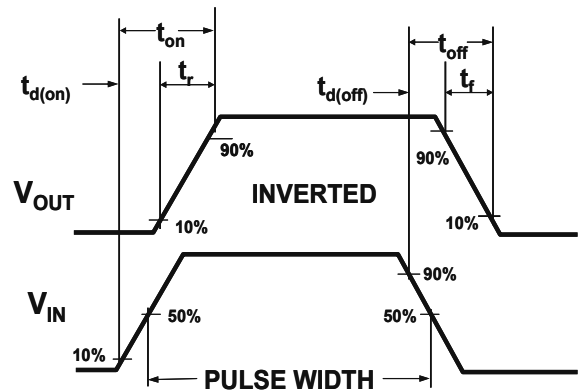 t_on
t_off
t_r
t_f
t_d(on)
t_d(off)
90%
90%
V_OUT
INVERTED
10%
10%
90%
V_IN
50%
50%
10%
PULSE WIDTH